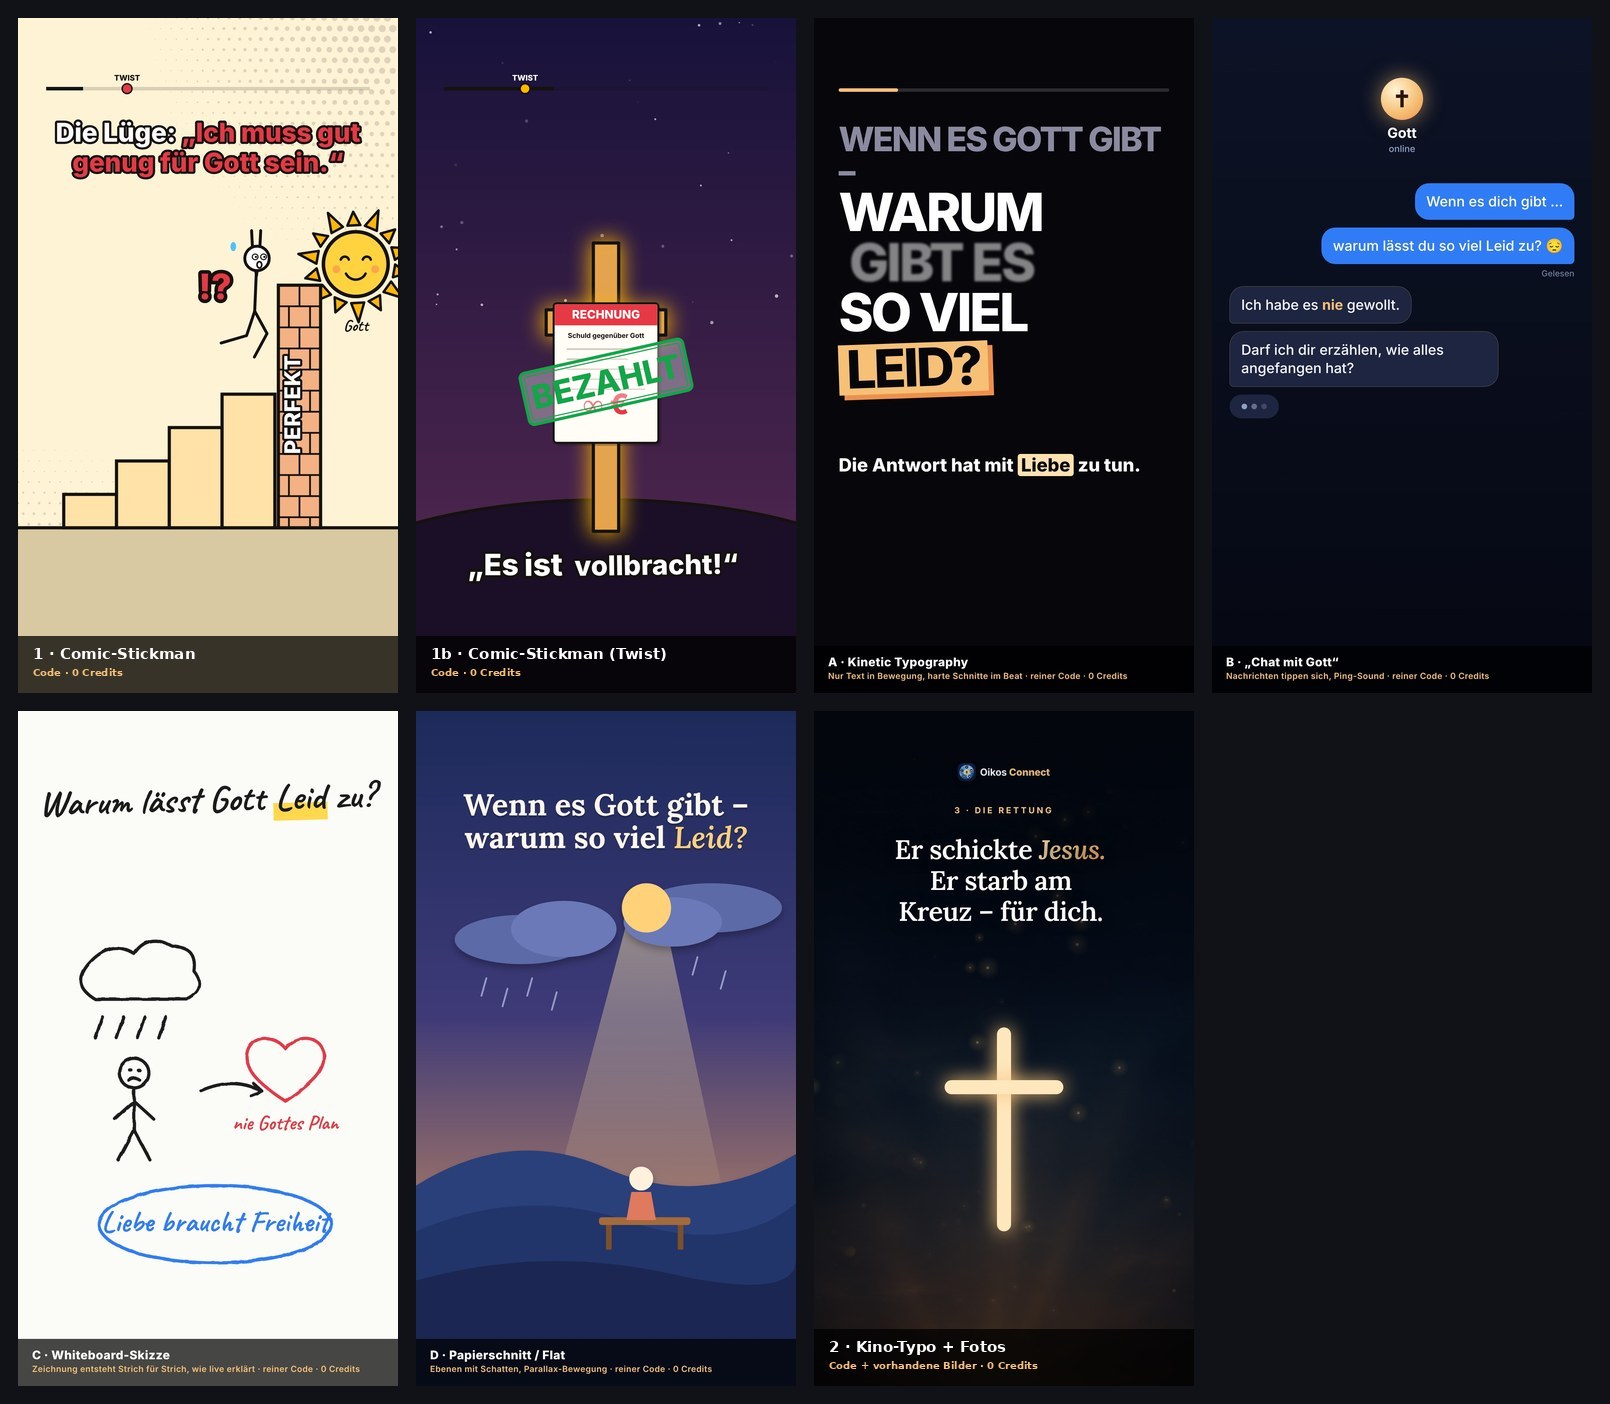 TWIST
Die Lüge: „Ich muss gut
genug für Gott sein.“
!?
Gott
PERFEKT
1 · Comic-Stickman
Code · 0 Credits
TWIST
RECHNUNG
Schuld gegenüber Gott
BEZAHLT
∞ €
„Es ist vollbracht!“
1b · Comic-Stickman (Twist)
Code · 0 Credits
WENN ES GOTT GIBT
–
WARUM
GIBT ES
SO VIEL
LEID?
Die Antwort hat mit Liebe zu tun.
A · Kinetic Typography
Nur Text in Bewegung, harte Schnitte im Beat · reiner Code · 0 Credits
Gott
online
Wenn es dich gibt ...
warum lässt du so viel Leid zu? 😔
Gelesen
Ich habe es nie gewollt.
Darf ich dir erzählen, wie alles
angefangen hat?
B · „Chat mit Gott“
Nachrichten tippen sich, Ping-Sound · reiner Code · 0 Credits
Warum lässt Gott Leid zu?
nie Gottes Plan
Liebe braucht Freiheit
C · Whiteboard-Skizze
Zeichnung entsteht Strich für Strich, wie live erklärt · reiner Code · 0 Credits
Wenn es Gott gibt –
warum so viel Leid?
D · Papierschnitt / Flat
Ebenen mit Schatten, Parallax-Bewegung · reiner Code · 0 Credits
Oikos Connect
3 · DIE RETTUNG
Er schickte Jesus.
Er starb am
Kreuz – für dich.
2 · Kino-Typo + Fotos
Code + vorhandene Bilder · 0 Credits